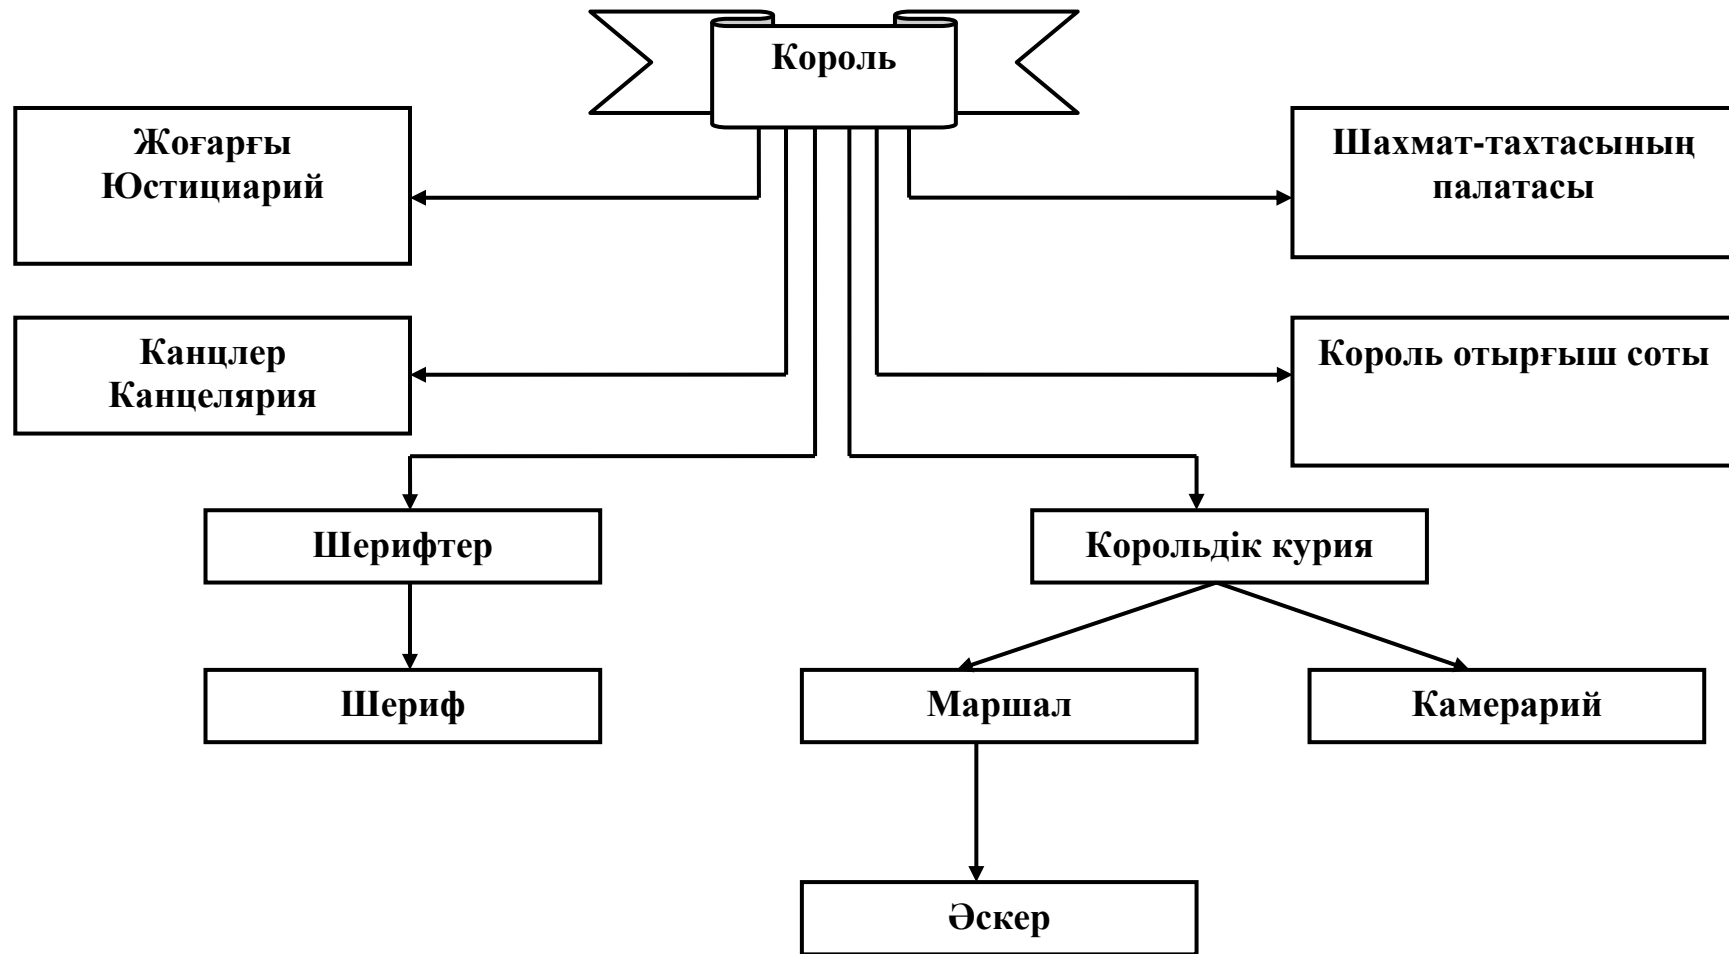 Король
Жоғарғы
Юстициарий
Шахмат-тахтасының
палатасы
Канцлер
Канцелярия
Король отырғыш соты
Шерифтер
Корольдік курия
Шериф
Маршал
Камерарий
Әскер